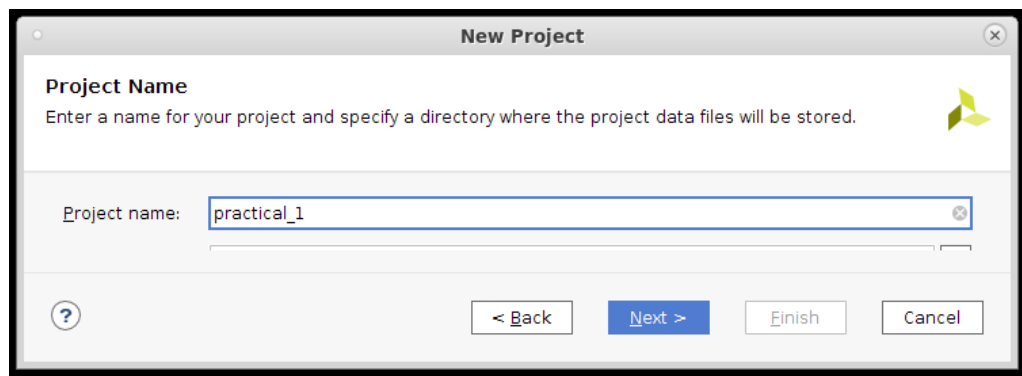 New Project
Project Name
Enter a name for your project and specify a directory where the project data files will be stored.
Project name: practical_1
? < Back Next > Finish Cancel